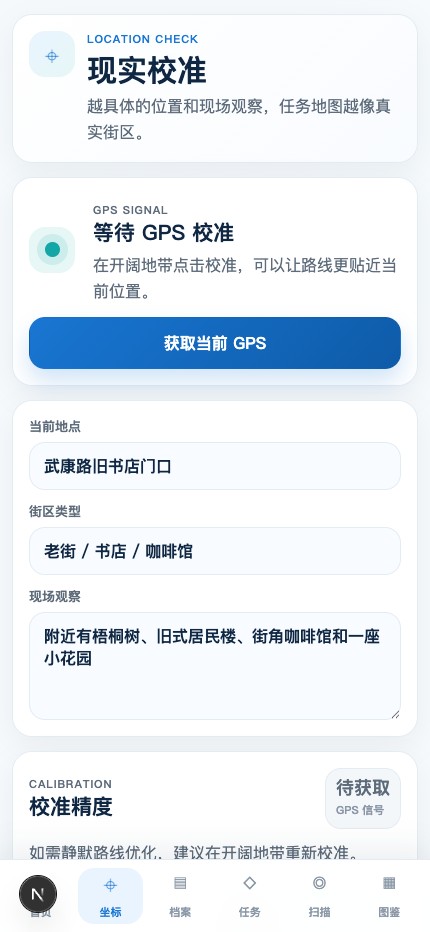 LOCATION CHECK
现实校准
越具体的位置和现场观察，任务地图越像真
实街区。
GPS SIGNAL
等待 GPS 校准
在开阔地带点击校准，可以让路线更贴近当
前位置。
获取当前 GPS
当前地点
武康路旧书店门口
街区类型
老街 / 书店 / 咖啡馆
现场观察
附近有梧桐树、旧式居民楼、街角咖啡馆和一座
小花园
CALIBRATION
校准精度
待获取
GPS 信号
如需静默路线优化，建议在开阔地带重新校准。
N
首页
坐标
档案
任务
扫描
图鉴